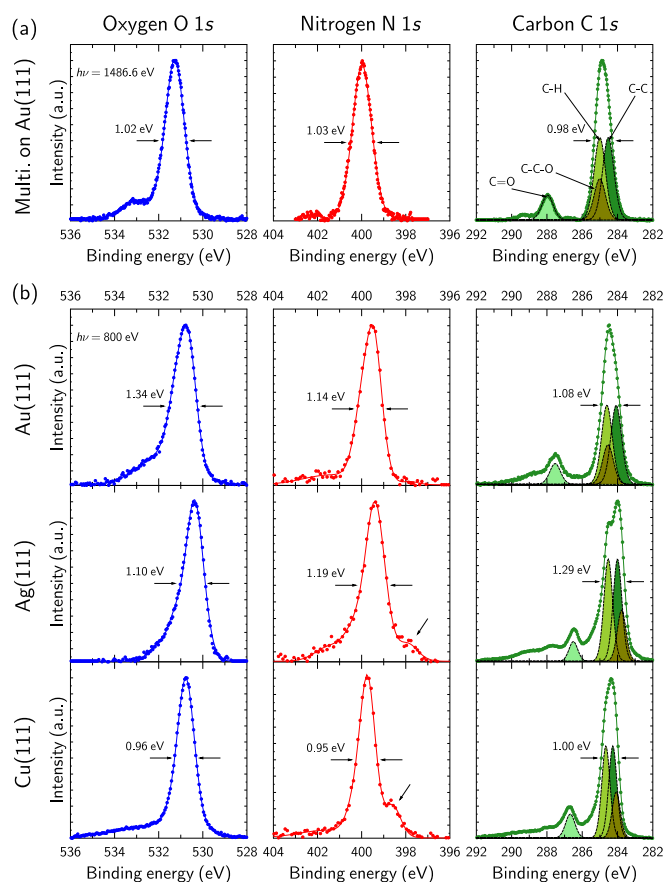 Oxygen O 1s
Nitrogen N 1s
Carbon C 1s
(a)
Multi. on Au(111)
Intensity (a.u.)
hν = 1486.6 eV
1.02 eV
1.03 eV
0.98 eV
C–H
C–C
C–C–O
C=O
536 534 532 530 528
404 402 400 398 396
292 290 288 286 284 282
Binding energy (eV)
Binding energy (eV)
Binding energy (eV)
(b)
536 534 532 530 528
404 402 400 398 396
292 290 288 286 284 282
Au(111)
Intensity (a.u.)
hν = 800 eV
1.34 eV
1.14 eV
1.08 eV
Ag(111)
Intensity (a.u.)
1.10 eV
1.19 eV
1.29 eV
Cu(111)
Intensity (a.u.)
0.96 eV
0.95 eV
1.00 eV
536 534 532 530 528
404 402 400 398 396
292 290 288 286 284 282
Binding energy (eV)
Binding energy (eV)
Binding energy (eV)